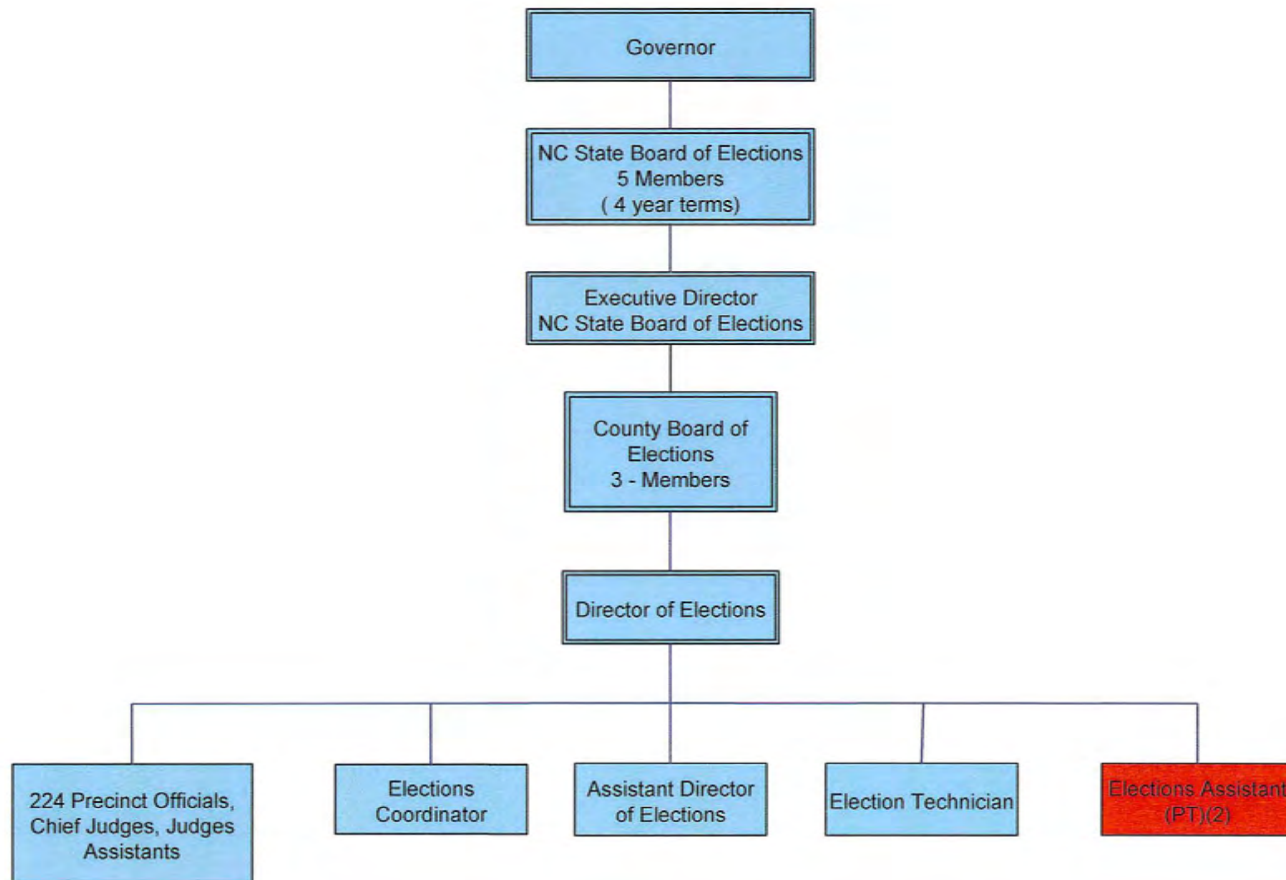 Governor
NC State Board of Elections
5 Members
( 4 year terms)
Executive Director
NC State Board of Elections
County Board of
Elections
3 - Members
Director of Elections
224 Precinct Officials,
Chief Judges, Judges
Assistants
Elections
Coordinator
Assistant Director
of Elections
Election Technician
Elections Assistant
(PT)(2)